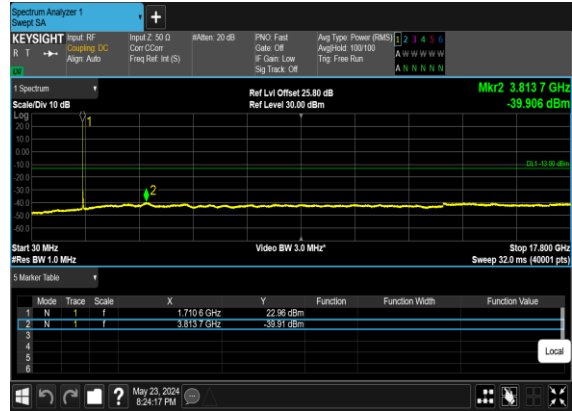 Spectrum Analyzer 1
Swept SA
+
KEYSIGHT Input: RF Input Z: 50 Ω #Atten: 20 dB PNO: Fast Avg Type: Power (RMS) 1 2 3 4 5 6
R T Coupling: DC Corr CCorr Gate: Off Avg|Hold: 100/100 A W W W W W
Align: Auto Freq Ref: Int (S) IF Gain: Low Trig: Free Run
Sig Track: Off A N N N N N
1 Spectrum Ref Lvl Offset 25.80 dB Mkr2 3.813 7 GHz
Scale/Div 10 dB Ref Level 30.00 dBm -39.906 dBm
Log
1
20.0
10.0
0.00
-10.0
DL1 -13.00 dBm
-20.0
-30.0
2
-40.0
-50.0
-60.0
Start 30 MHz Video BW 3.0 MHz* Stop 17.800 GHz
#Res BW 1.0 MHz Sweep 32.0 ms (40001 pts)
5 Marker Table
Mode Trace Scale X Y Function Function Width Function Value
1 N 1 f 1.710 6 GHz 22.96 dBm
2 N 1 f 3.813 7 GHz -39.91 dBm
3
4
5
6
Local
? May 23, 2024
8:24:17 PM